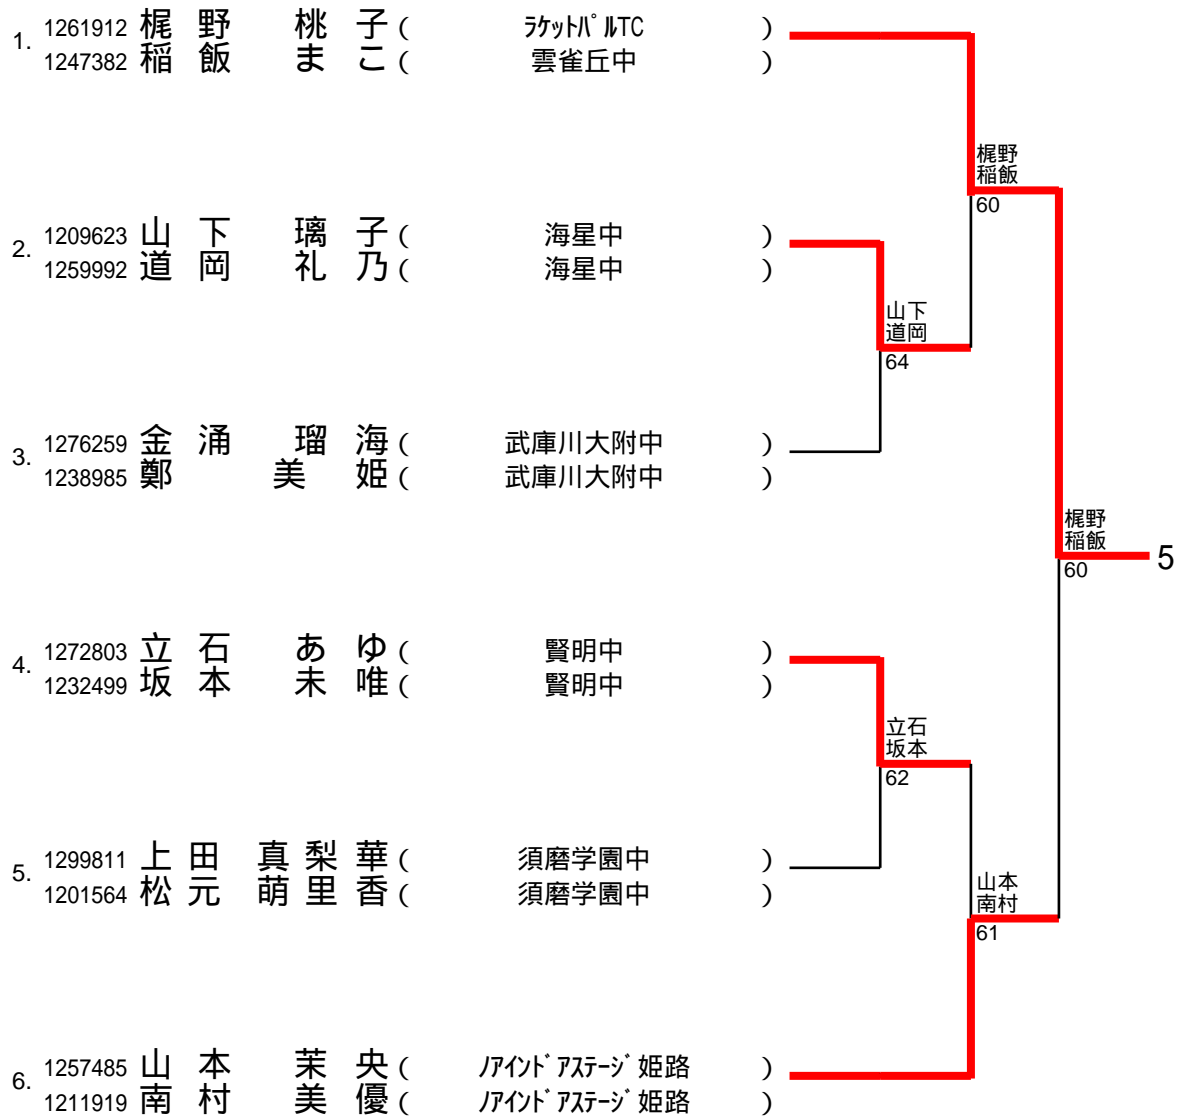 1. 1261912 梶 野 桃 子 ( ﾗｹｯﾄﾊﾟﾙTC )
1247382 稲 飯 ま こ ( 雲雀丘中 )
梶野
稲飯
60
2. 1209623 山 下 璃 子 ( 海星中 )
1259992 道 岡 礼 乃 ( 海星中 )
山下
道岡
64
3. 1276259 金 涌 瑠 海 ( 武庫川大附中 )
1238985 鄭 美 姫 ( 武庫川大附中 )
梶野
稲飯
60
5
4. 1272803 立 石 あ ゆ ( 賢明中 )
1232499 坂 本 未 唯 ( 賢明中 )
立石
坂本
62
5. 1299811 上 田 真 梨 華 ( 須磨学園中 )
1201564 松 元 萌 里 香 ( 須磨学園中 )
山本
南村
61
6. 1257485 山 本 茉 央 ( ﾉｱｲﾝﾄﾞｱｽﾃｰｼﾞ姫路 )
1211919 南 村 美 優 ( ﾉｱｲﾝﾄﾞｱｽﾃｰｼﾞ姫路 )